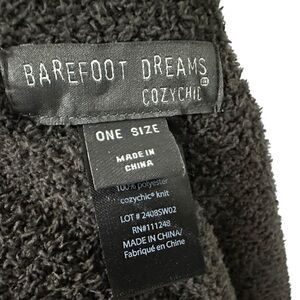 BAREFOOT DREAMS
COZYCHIC
ONE SIZE
MADE IN
CHINA
100% polyester
cozychic® knit
LOT # 2408SW02
RN#111248
MADE IN CHINA/
Fabriqué en Chine